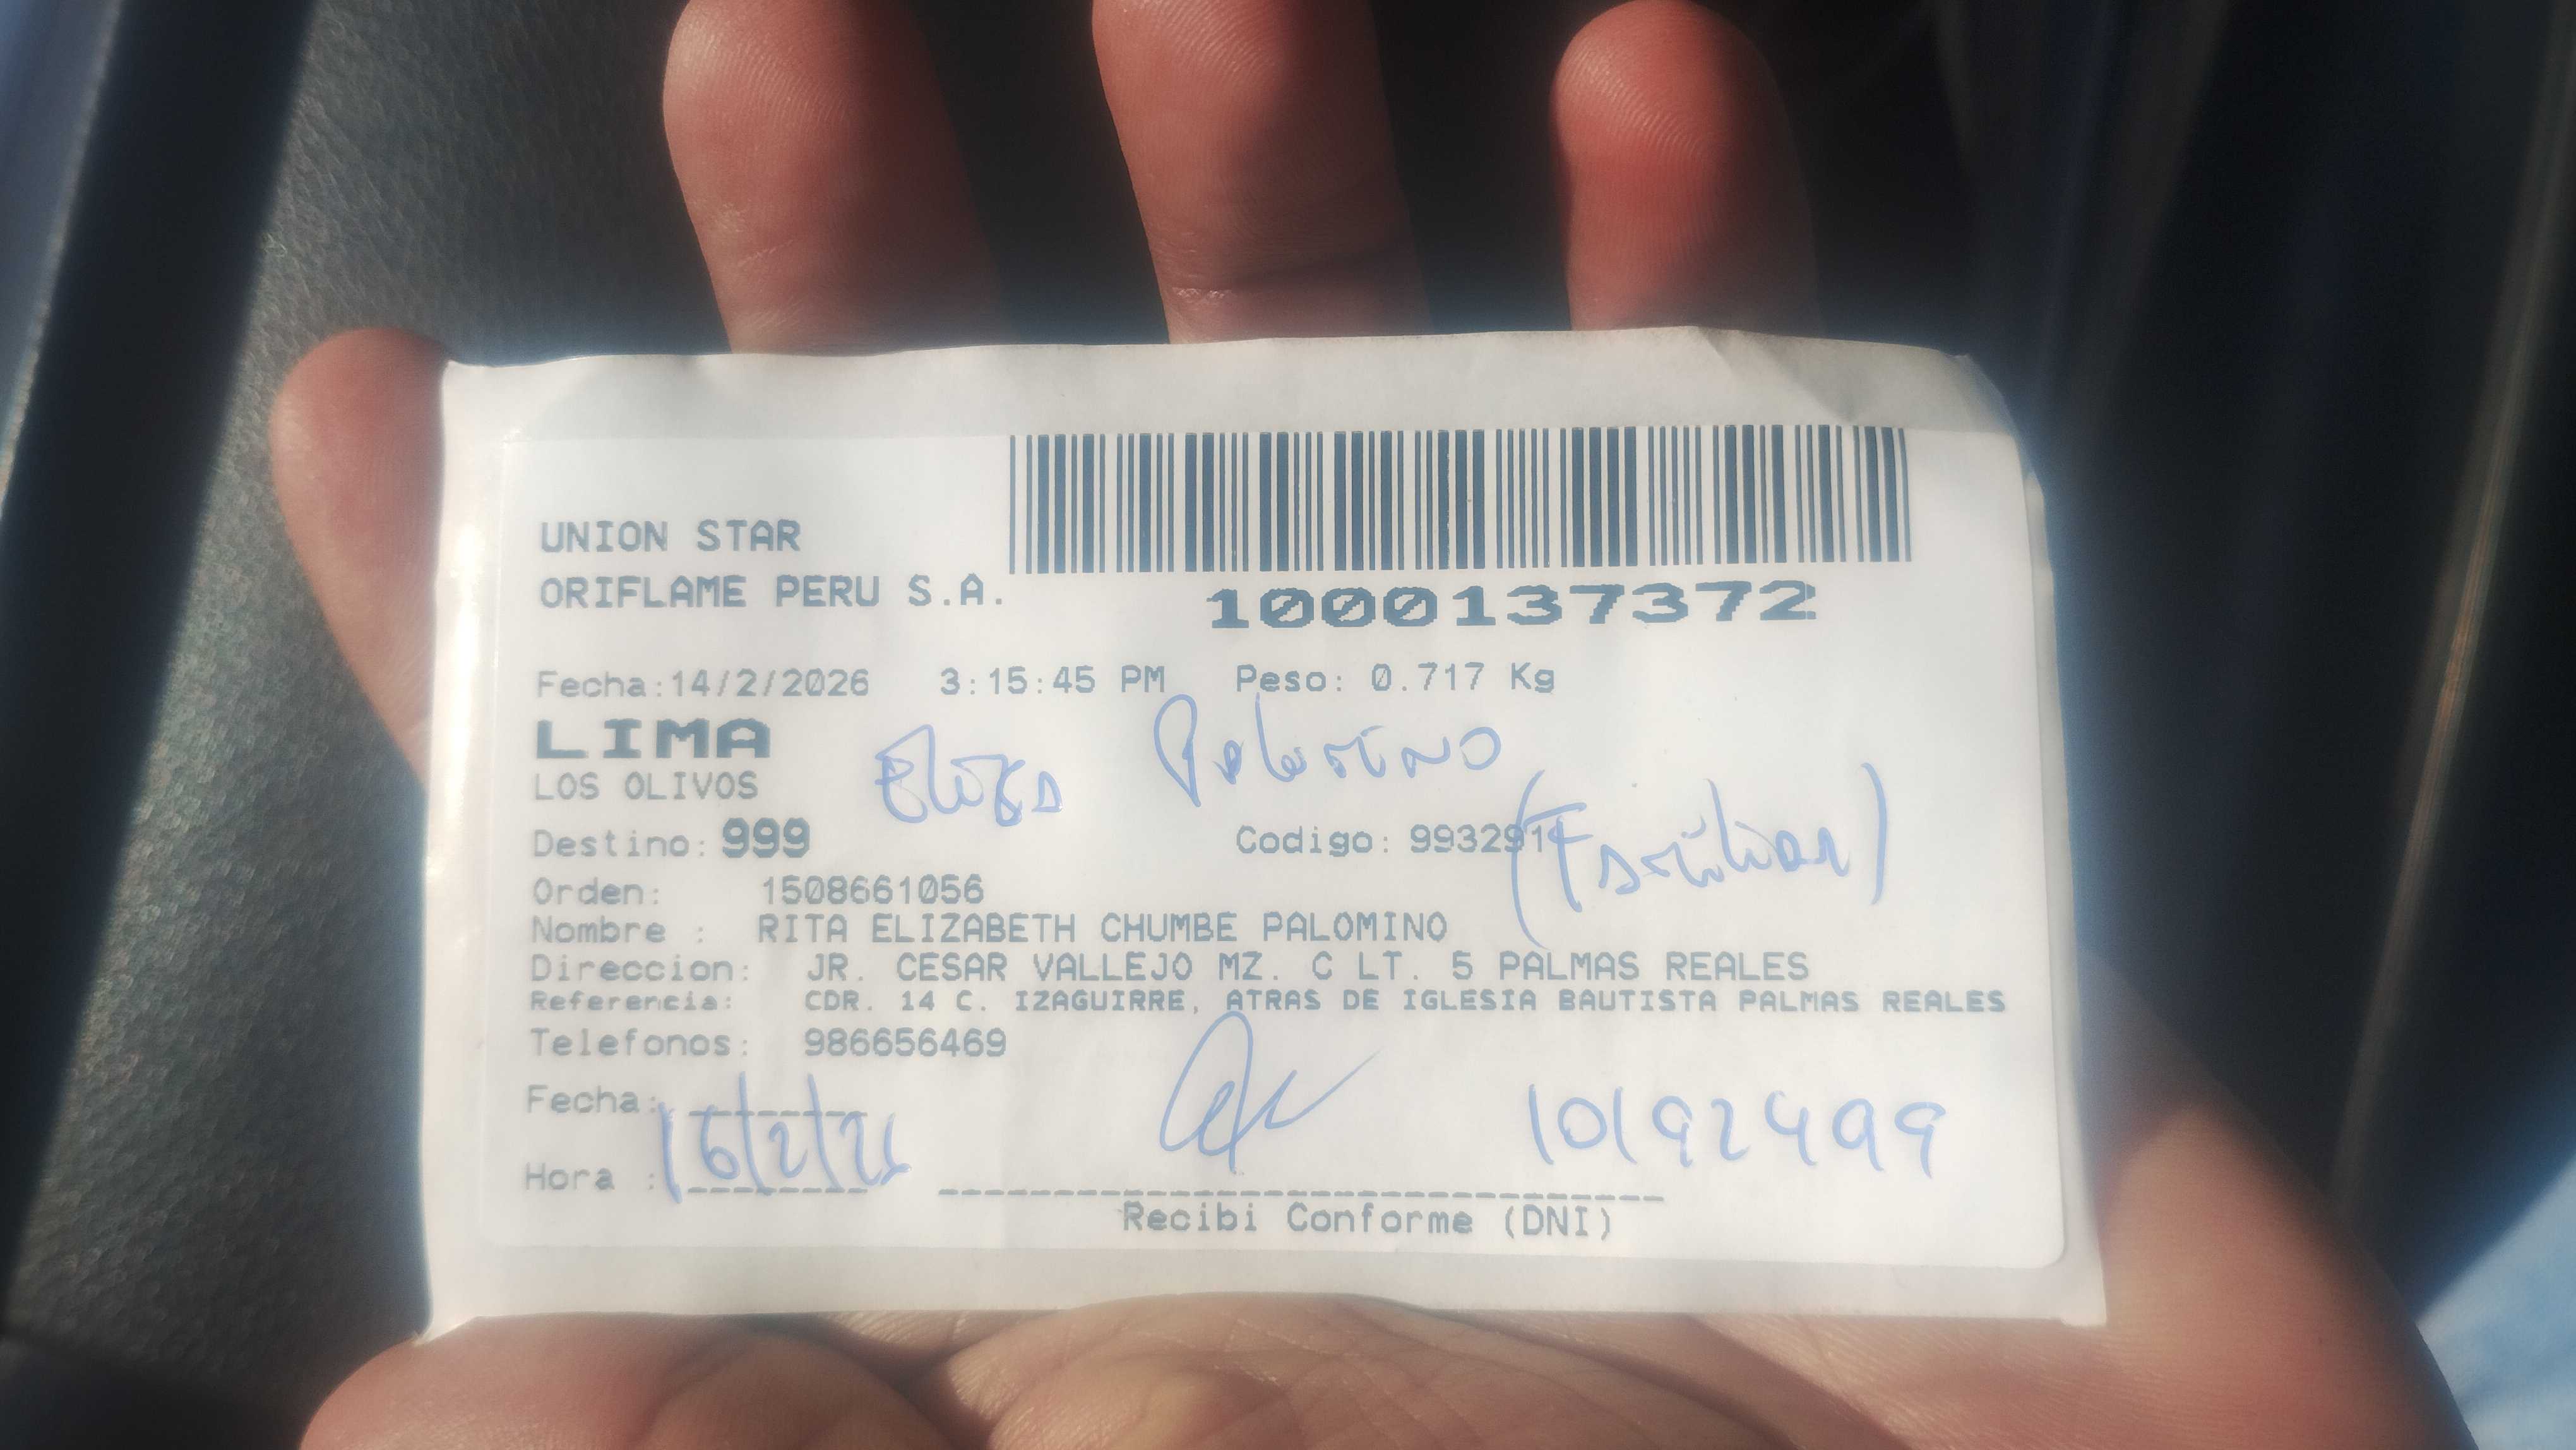 UNION STAR
ORIFLAME PERU S.A.
1000137372
Fecha:14/2/2026 3:15:45 PM Peso: 0.717 Kg
LIMA
Palomino
LOS OLIVOS
(Familiar)
Destino: 999 Codigo: 9932914
Orden: 1508661056
Nombre : RITA ELIZABETH CHUMBE PALOMINO
Direccion: JR. CESAR VALLEJO MZ. C LT. 5 PALMAS REALES
Referencia: CDR. 14 C. IZAGUIRRE, ATRAS DE IGLESIA BAUTISTA PALMAS REALES
Telefonos: 986656469
Fecha: 16/2/26
10192499
Hora :
Recibi Conforme (DNI)